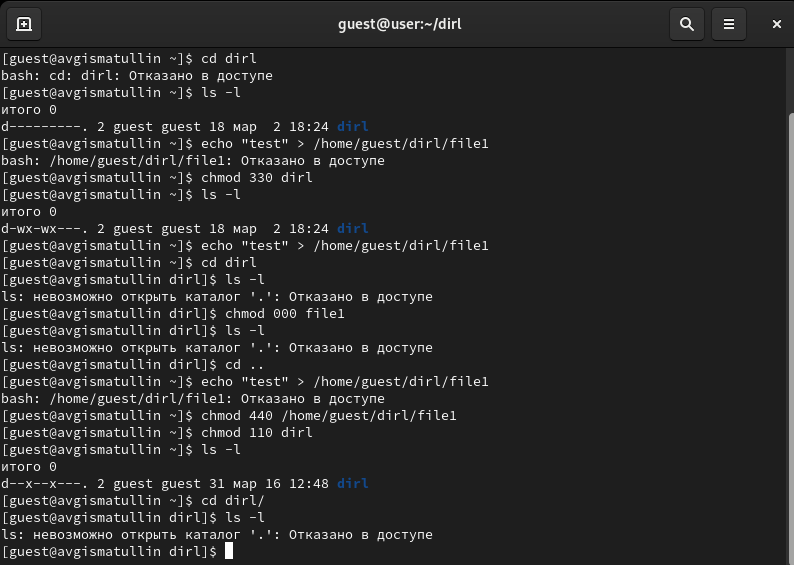 guest@user:~/dirl
[guest@avgismatullin ~]$ cd dirl
bash: cd: dirl: Отказано в доступе
[guest@avgismatullin ~]$ ls -l
итого 0
d---------. 2 guest guest 18 мар  2 18:24 dirl
[guest@avgismatullin ~]$ echo "test" > /home/guest/dirl/file1
bash: /home/guest/dirl/file1: Отказано в доступе
[guest@avgismatullin ~]$ chmod 330 dirl
[guest@avgismatullin ~]$ ls -l
итого 0
d-wx-wx---. 2 guest guest 18 мар  2 18:24 dirl
[guest@avgismatullin ~]$ echo "test" > /home/guest/dirl/file1
[guest@avgismatullin ~]$ cd dirl
[guest@avgismatullin dirl]$ ls -l
ls: невозможно открыть каталог '.': Отказано в доступе
[guest@avgismatullin dirl]$ chmod 000 file1
[guest@avgismatullin dirl]$ ls -l
ls: невозможно открыть каталог '.': Отказано в доступе
[guest@avgismatullin dirl]$ cd ..
[guest@avgismatullin ~]$ echo "test" > /home/guest/dirl/file1
bash: /home/guest/dirl/file1: Отказано в доступе
[guest@avgismatullin ~]$ chmod 440 /home/guest/dirl/file1
[guest@avgismatullin ~]$ chmod 110 dirl
[guest@avgismatullin ~]$ ls -l
итого 0
d--x--x---. 2 guest guest 31 мар 16 12:48 dirl
[guest@avgismatullin ~]$ cd dirl/
[guest@avgismatullin dirl]$ ls -l
ls: невозможно открыть каталог '.': Отказано в доступе
[guest@avgismatullin dirl]$